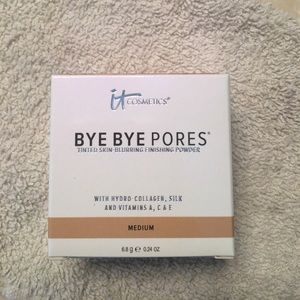 it COSMETICS®
BYE BYE PORES®
TINTED SKIN-BLURRING FINISHING POWDER
WITH HYDRO-COLLAGEN, SILK
AND VITAMINS A, C & E
MEDIUM
6.8 g ℮ 0.24 OZ